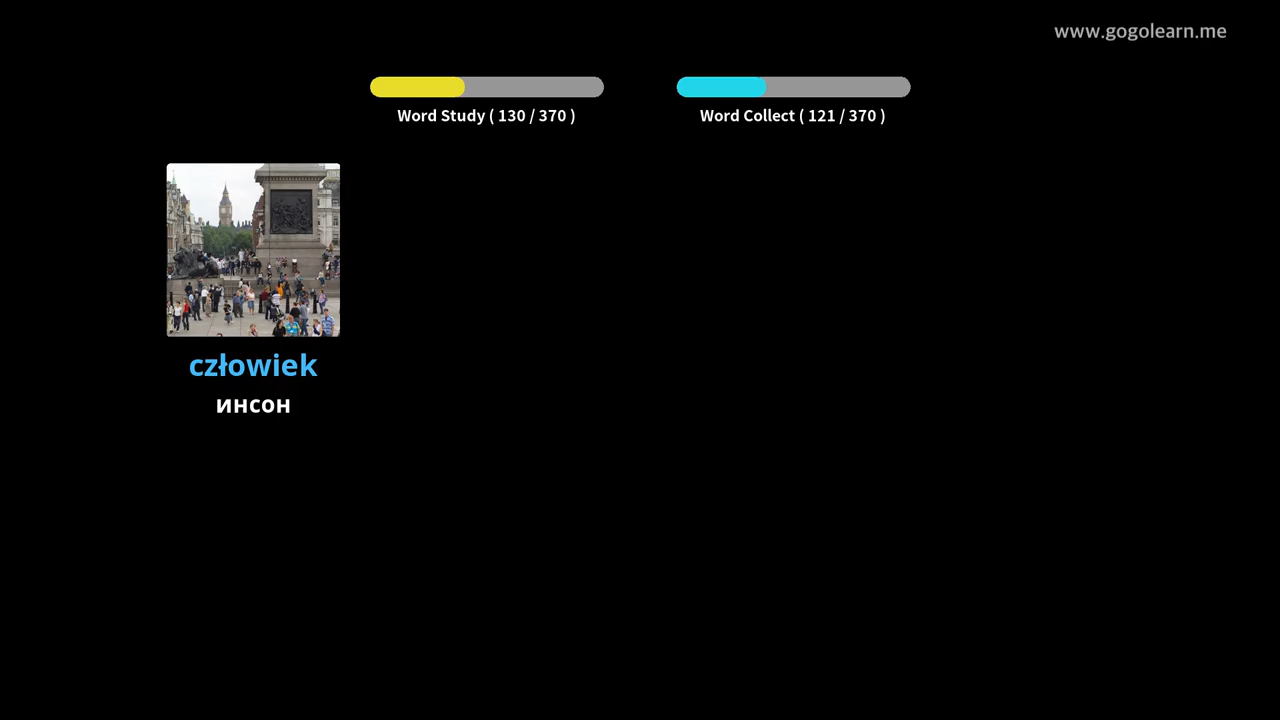 www.gogolearn.me
Word Study ( 130 / 370 )
Word Collect ( 121 / 370 )
człowiek
инсон